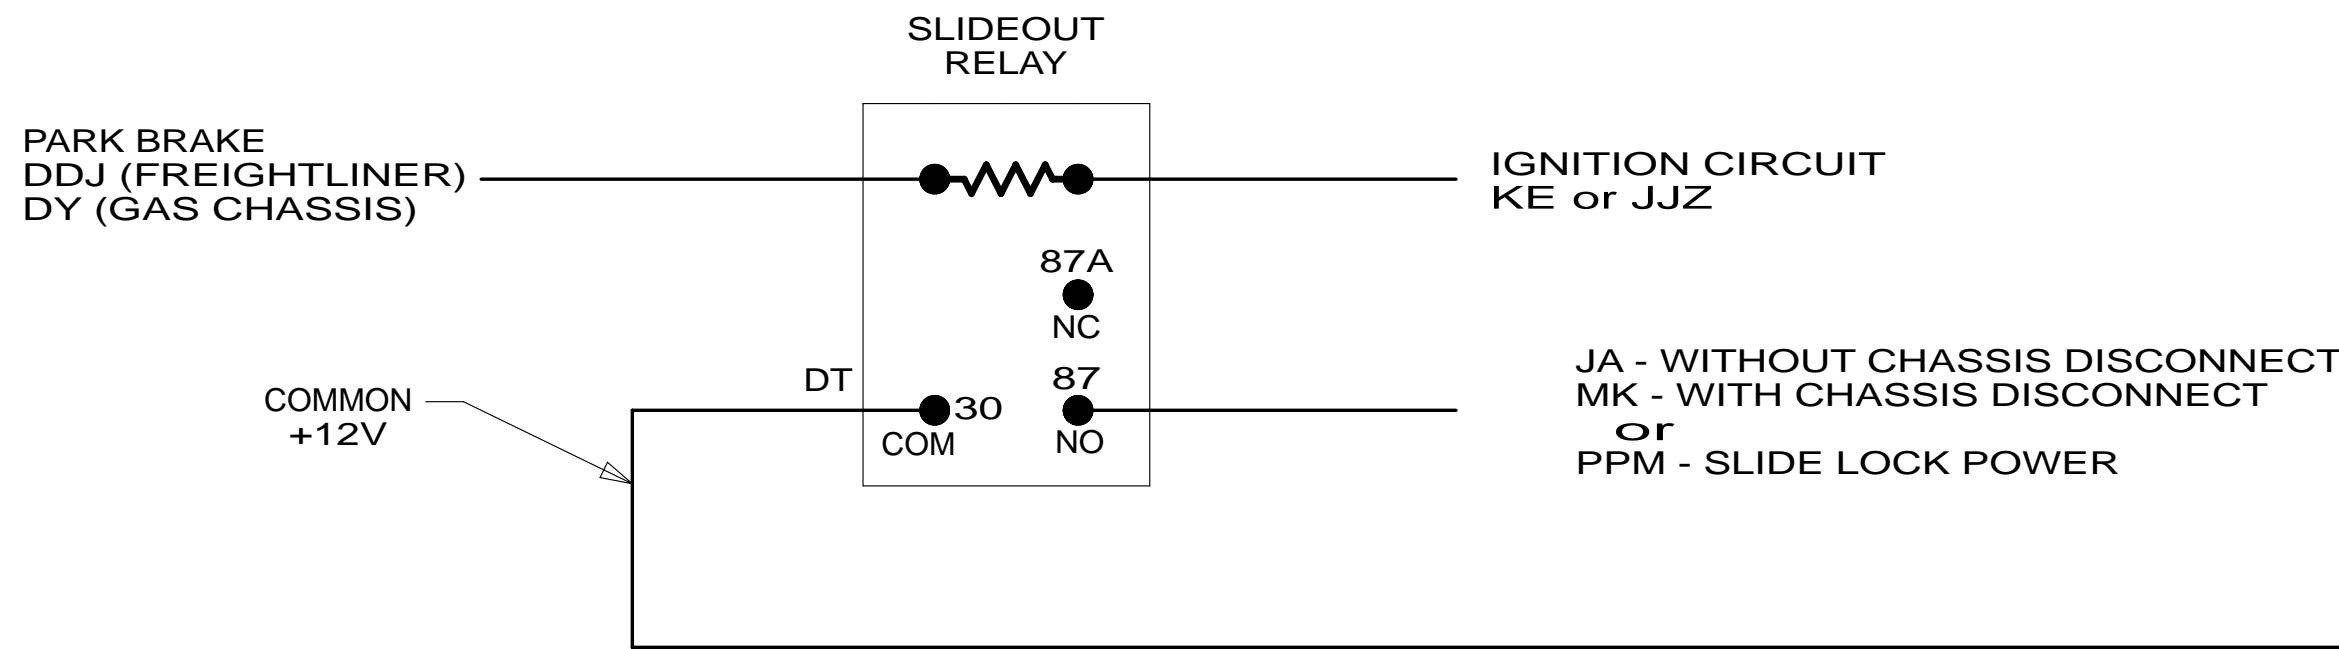 SLIDEOUT
RELAY
PARK BRAKE
DDJ (FREIGHTLINER)
DY (GAS CHASSIS)
IGNITION CIRCUIT
KE or JJZ
87A
NC
DT
COMMON
+12V
30
COM
87
NO
JA - WITHOUT CHASSIS DISCONNECT
MK - WITH CHASSIS DISCONNECT
or
PPM - SLIDE LOCK POWER